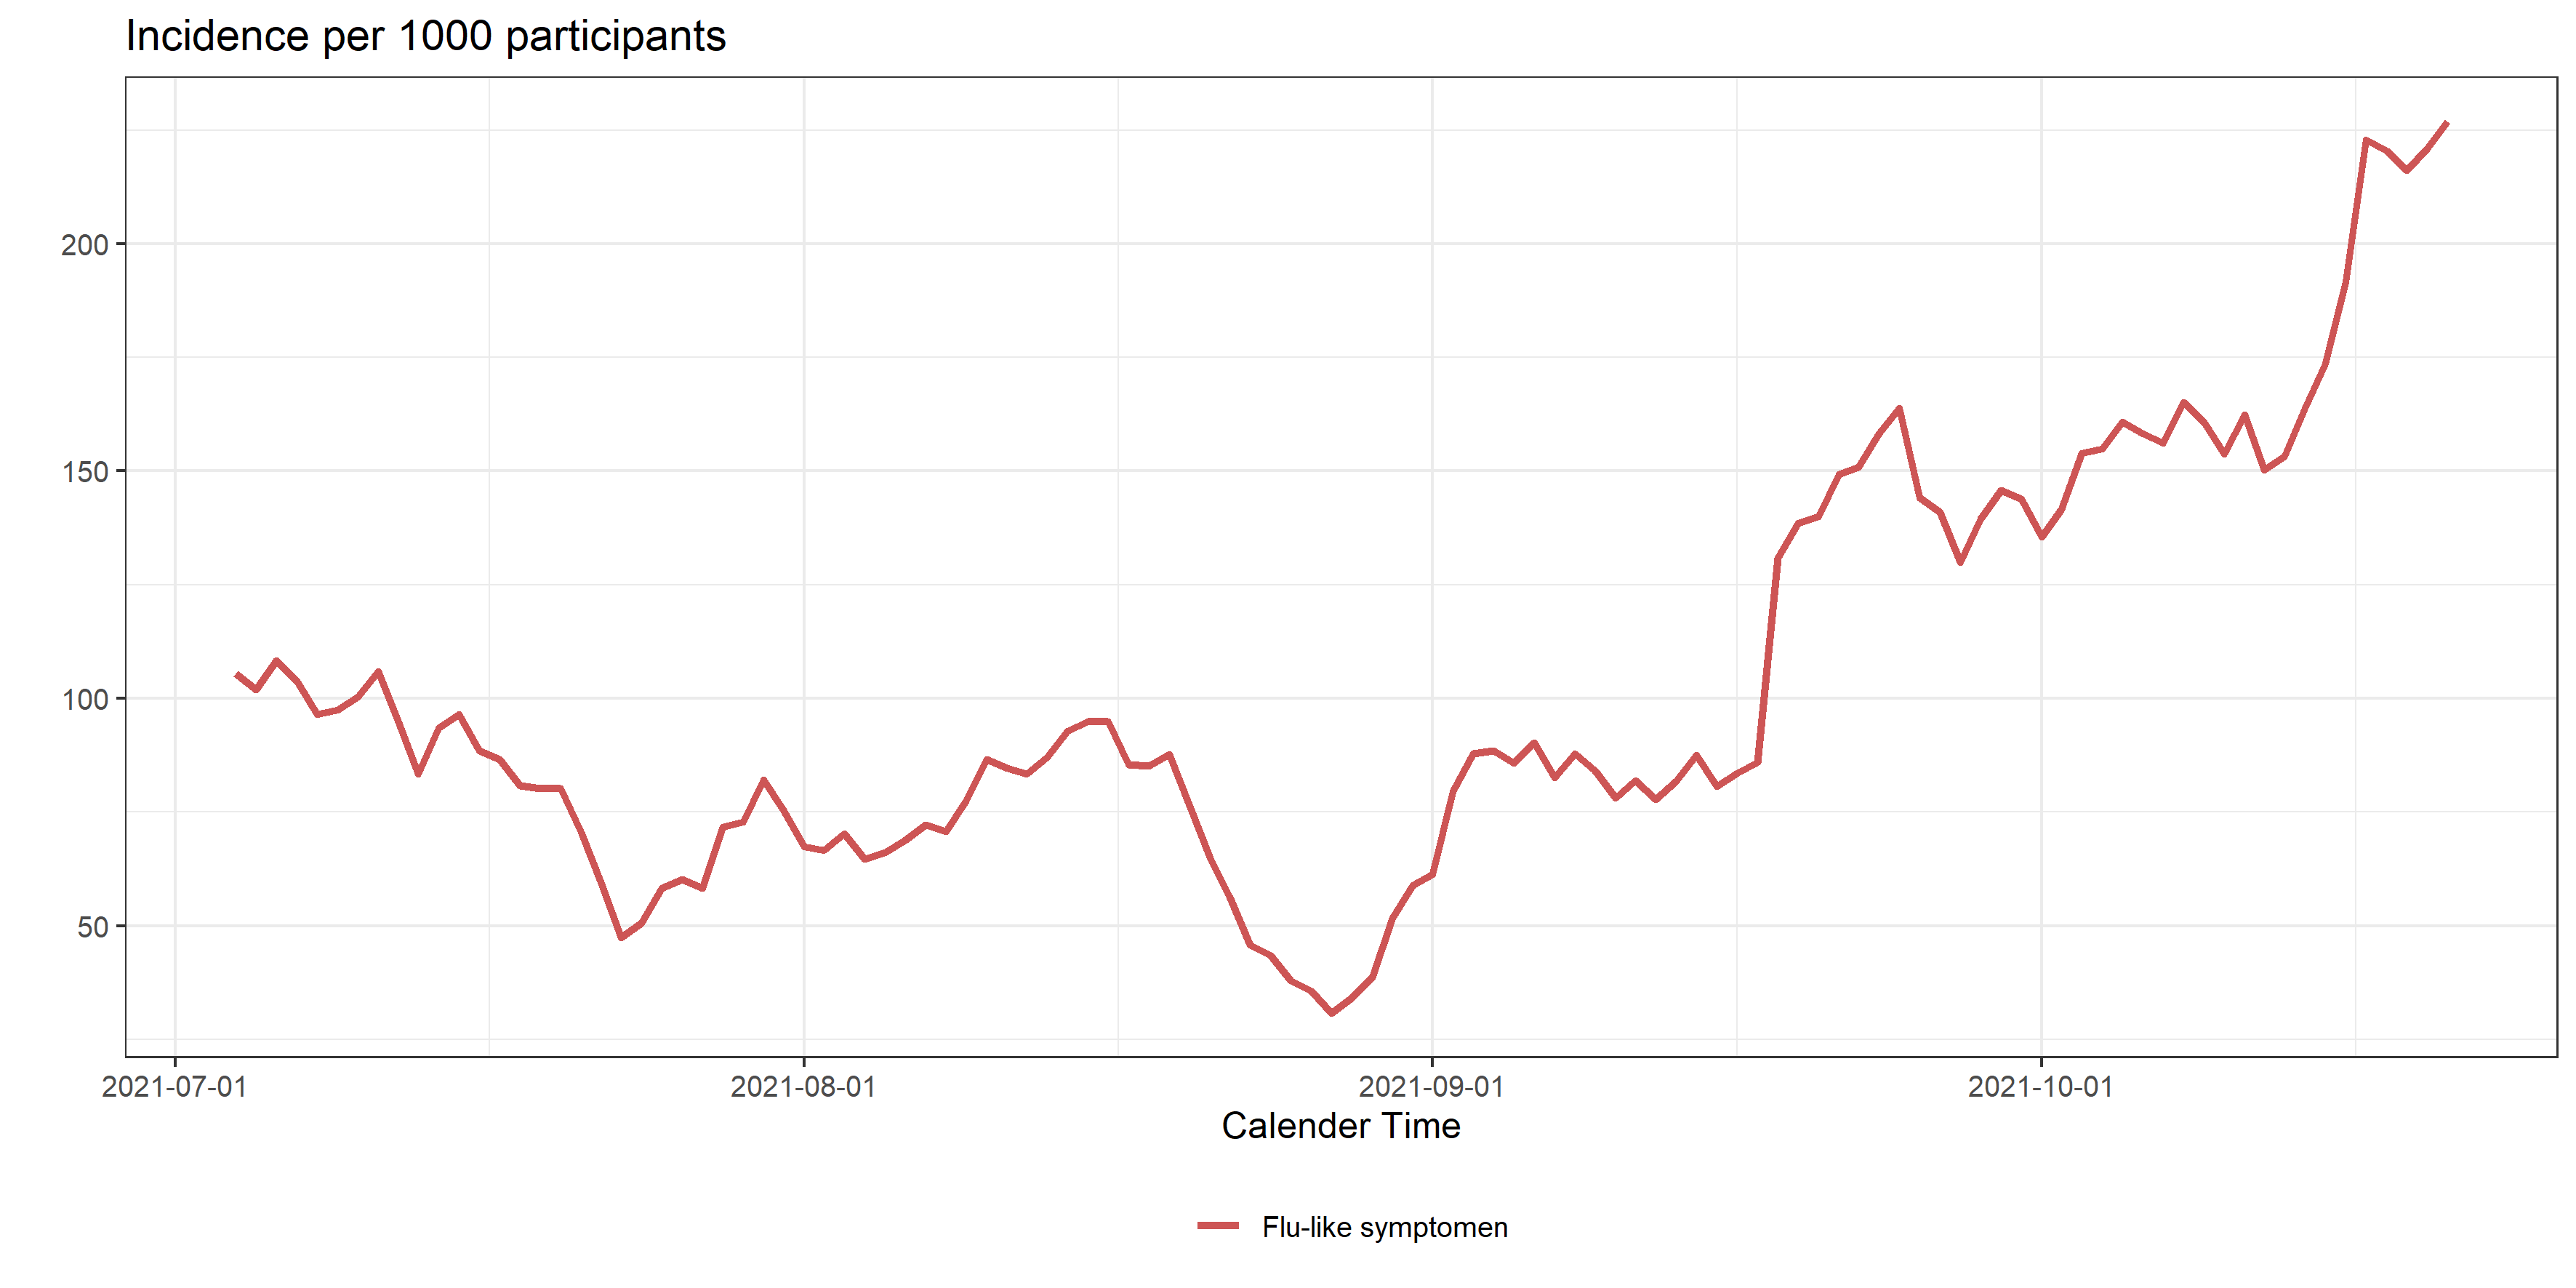 Incidence per 1000 participants
200
150
100
50
2021-07-01 2021-08-01 2021-09-01 2021-10-01
Calender Time
Flu-like symptomen